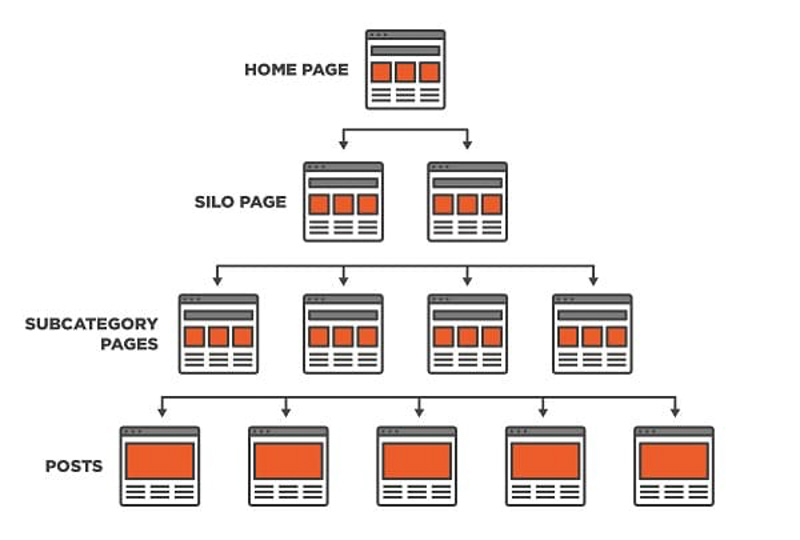 HOME PAGE
SILO PAGE
SUBCATEGORY
PAGES
POSTS